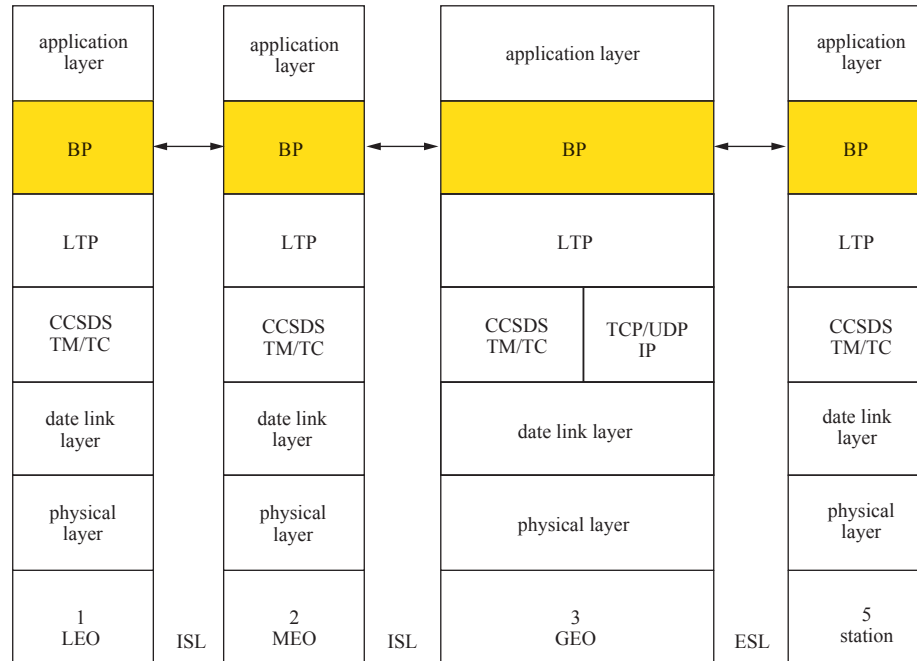 application
layer
application
layer
application layer
application
layer
BP
BP
BP
BP
LTP
LTP
LTP
LTP
CCSDS
TM/TC
CCSDS
TM/TC
CCSDS
TM/TC
TCP/UDP
IP
CCSDS
TM/TC
date link
layer
date link
layer
date link layer
date link
layer
physical
layer
physical
layer
physical layer
physical
layer
1
LEO
ISL
2
MEO
ISL
3
GEO
ESL
5
station